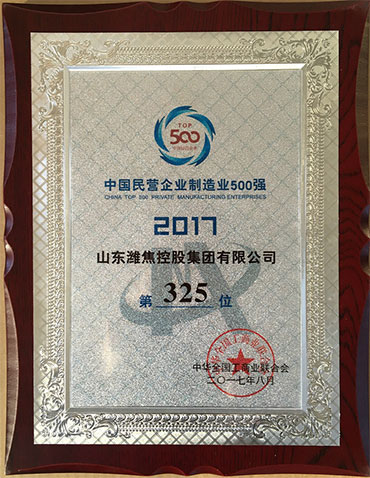 TOP
500
中国民营企业制造业500强
CHINA TOP 500 PRIVATE MANUFACTURING ENTERPRISES
2017
山东潍焦控股集团有限公司
第 325 位
中华全国工商业联合会
二〇一七年八月